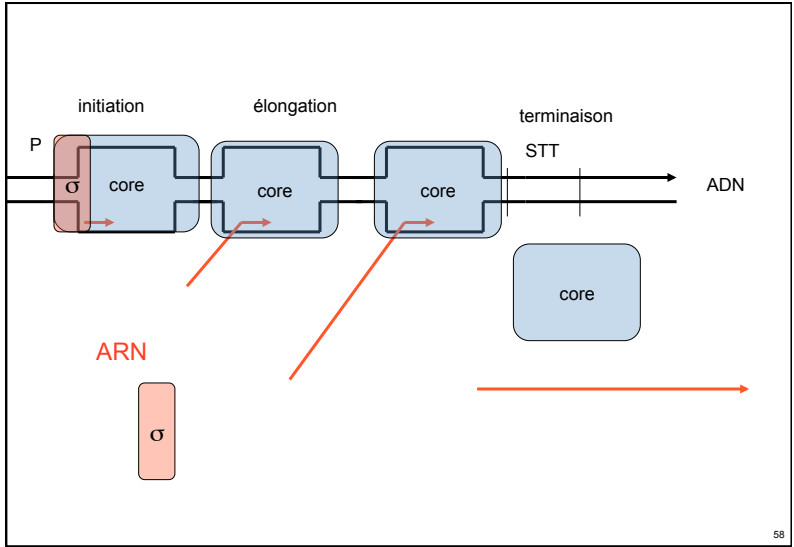 initiation
élongation
terminaison
P
STT
σ
core
core
core
ADN
core
ARN
σ
58